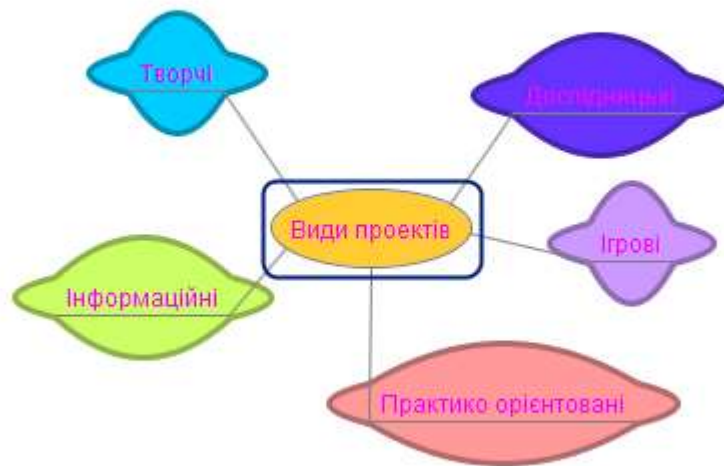 Творчі
Дослідницькі
Види проектів
Ігрові
Інформаційні
Практико орієнтовані